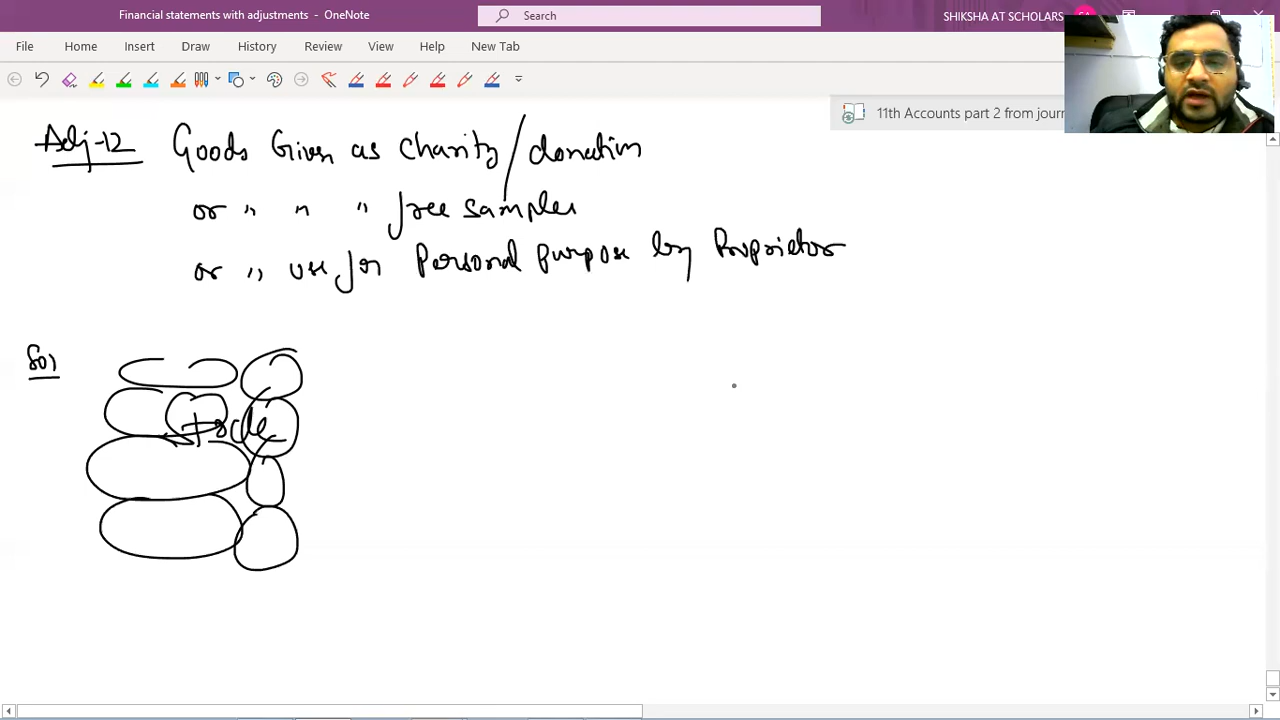 Financial statements with adjustments - OneNote
Search
SHIKSHA AT SCHOLARS
File Home Insert Draw History Review View Help New Tab
11th Accounts part 2 from jour
Adj-12 Goods Given as Charity/donation
or " " " free samples
or " use for Personal purpose by Proprietor
Sol